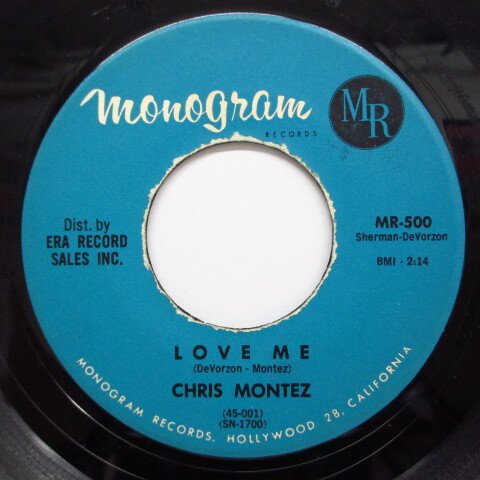 monogram
RECORDS
MR
Dist. by
ERA RECORD
SALES INC.
MR-500
Sherman-DeVorzon
BMI - 2:14
LOVE ME
(DeVorzon - Montez)
CHRIS MONTEZ
(45-001)
(SN-1700)
MONOGRAM RECORDS, HOLLYWOOD 28, CALIFORNIA